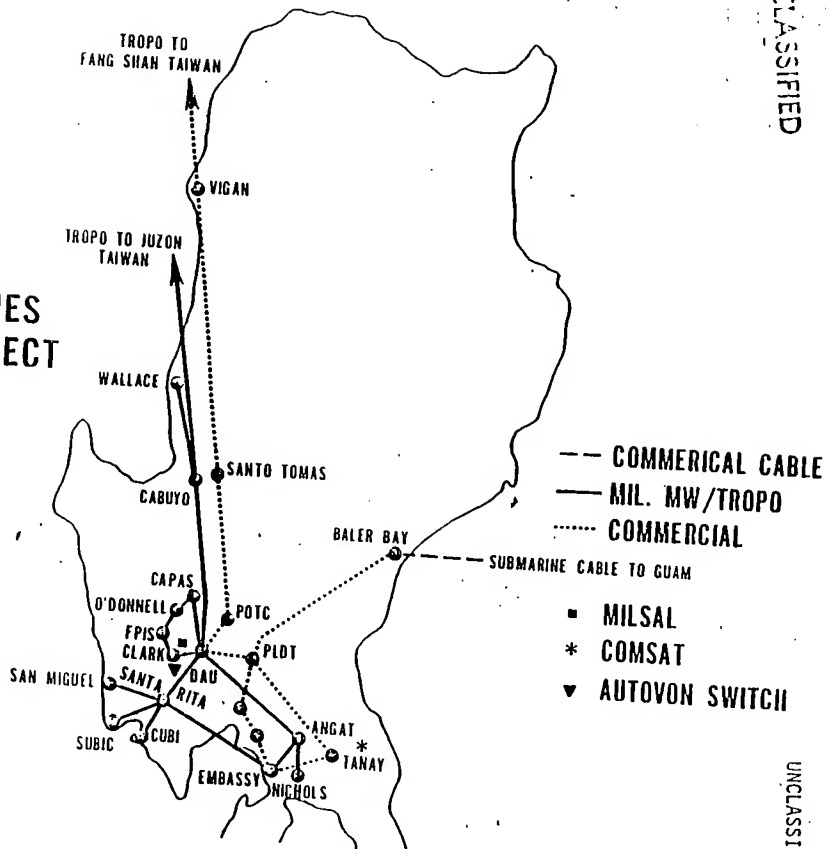 TROPO TO
FANG SHAN TAIWAN
CLASSIFIED
VIGAN
TROPO TO JUZON
TAIWAN
ES
ECT
WALLACE
SANTO TOMAS
CABUYO
COMMERICAL CABLE
MIL. MW/TROPO
COMMERCIAL
BALER BAY
SUBMARINE CABLE TO GUAM
CAPAS
O'DONNELL
POTC
FPIS
CLARK
PLDT
DAU
MILSAL
COMSAT
AUTOVON SWITCH
SAN MIGUEL
SANTA RITA
SUBIC
CUBI
ANGAT
TANAY
EMBASSY
NICHOLS
UNCLASSI